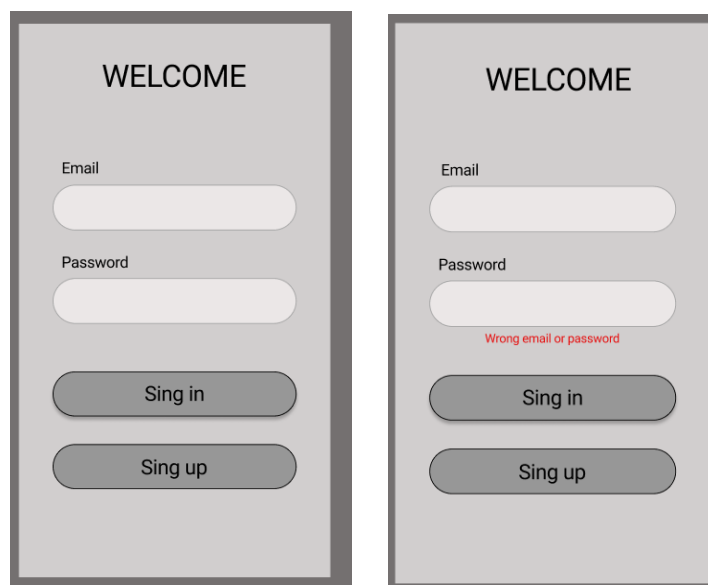 WELCOME
Email
Password
Sing in
Sing up
WELCOME
Email
Password
Wrong email or password
Sing in
Sing up